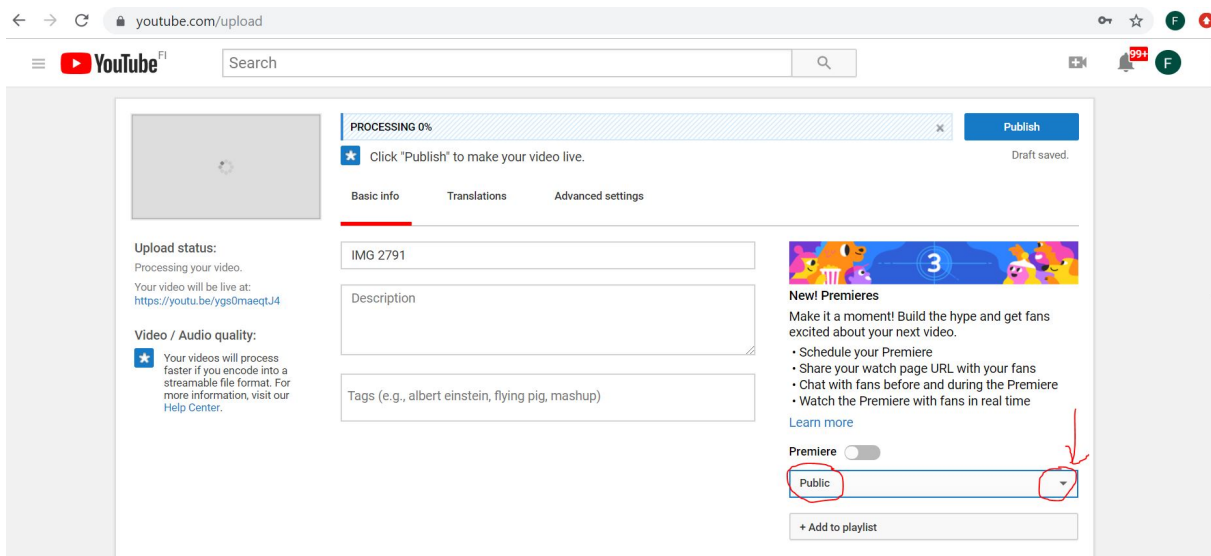 youtube.com/upload
F
YouTube FI
Search
99+
F
PROCESSING 0%
Publish
Click "Publish" to make your video live.
Draft saved.
Basic info
Translations
Advanced settings
Upload status:
Processing your video.
Your video will be live at:
https://youtu.be/ygs0maeqtJ4
Video / Audio quality:
Your videos will process
faster if you encode into a
streamable file format. For
more information, visit our
Help Center.
IMG 2791
Description
Tags (e.g., albert einstein, flying pig, mashup)
3
New! Premieres
Make it a moment! Build the hype and get fans
excited about your next video.
• Schedule your Premiere
• Share your watch page URL with your fans
• Chat with fans before and during the Premiere
• Watch the Premiere with fans in real time
Learn more
Premiere
Public
+ Add to playlist